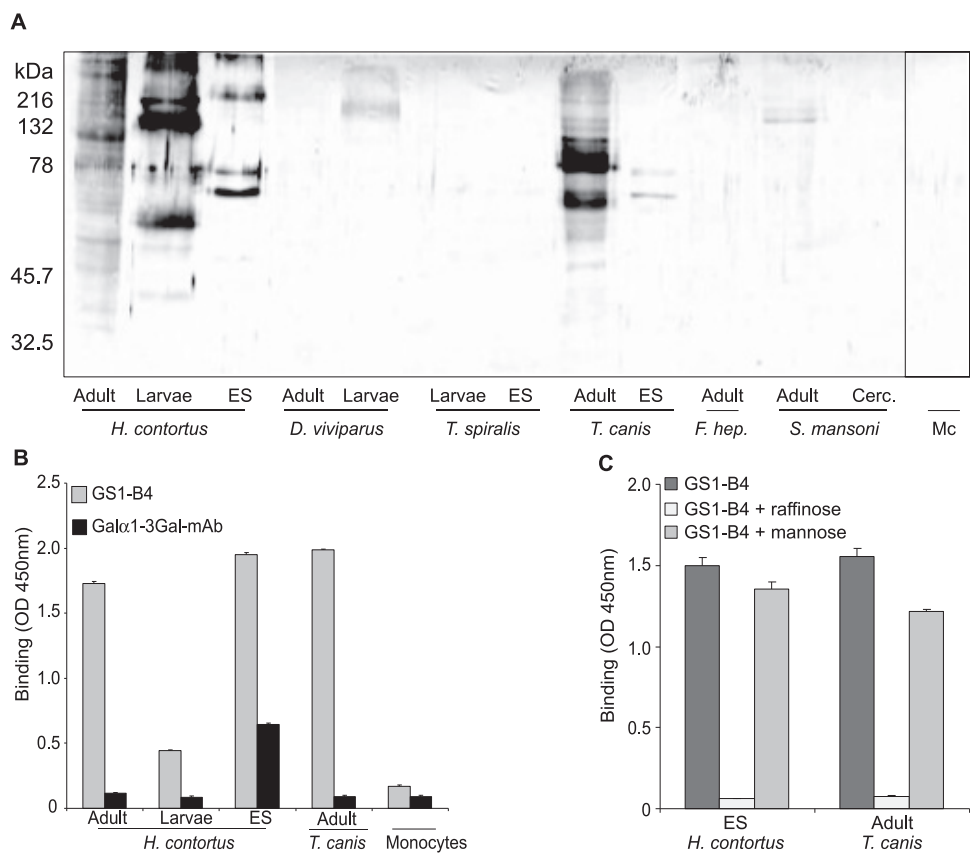 A
kDa
216
132
78
45.7
32.5
Adult Larvae ES Adult Larvae Larvae ES Adult ES Adult Adult Cerc.
H. contortus D. viviparus T. spiralis T. canis F. hep. S. mansoni Mc
B
2.5
2.0
1.5
1.0
0.5
0
Binding (OD 450nm)
GS1-B4
Galα1-3Gal-mAb
Adult Larvae ES Adult Monocytes
H. contortus T. canis
C
2.0
1.5
1.0
0.5
0
Binding (OD 450nm)
GS1-B4
GS1-B4 + raffinose
GS1-B4 + mannose
ES Adult
H. contortus T. canis